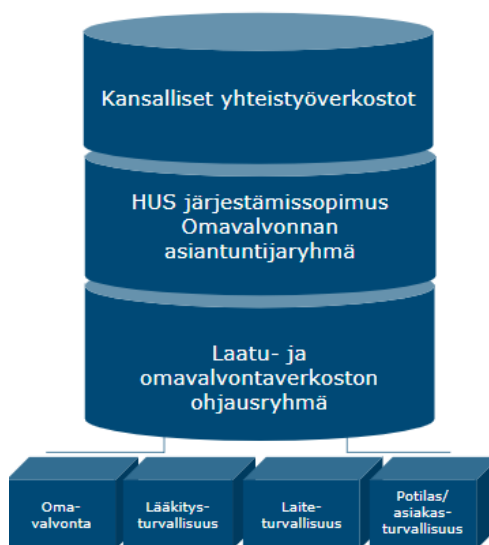 Kansalliset yhteistyöverkostot
HUS järjestämissopimus
Omavalvonnan
asiantuntijaryhmä
Laatu- ja
omavalvontaverkoston
ohjausryhmä
Oma-
valvonta
Lääkitys-
turvallisuus
Laite-
turvallisuus
Potilas/
asiakas-
turvallisuus